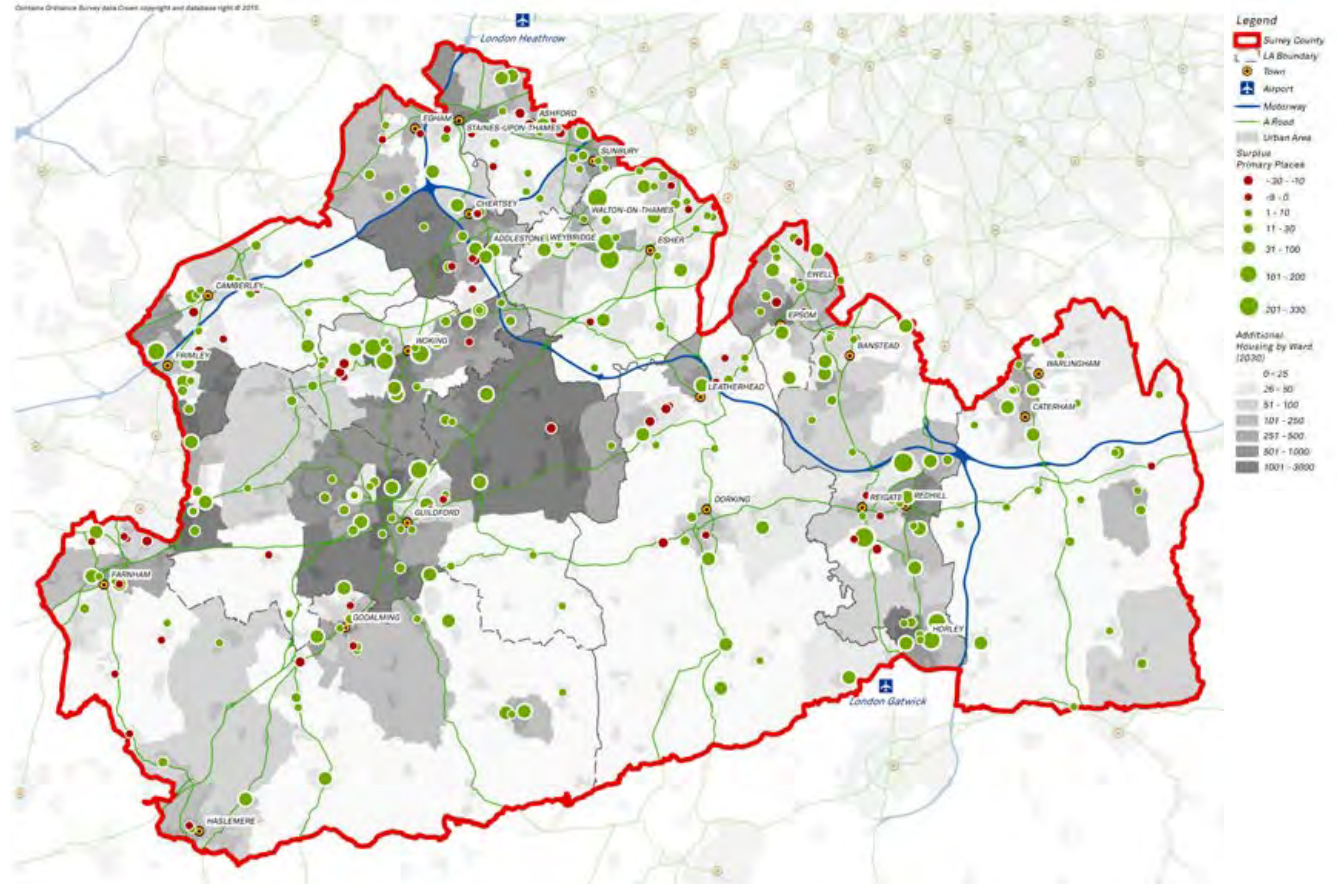 Contains Ordnance Survey data Crown copyright and database right © 2015.
London Heathrow
EGHAM
STAINES-UPON-THAMES
ASHFORD
SUNBURY
CHERTSEY
WALTON-ON-THAMES
ADDLESTONE
WEYBRIDGE
ESHER
CAMBERLEY
EWELL
EPSOM
BANSTEAD
FRIMLEY
WOKING
LEATHERHEAD
WARLINGHAM
CATERHAM
GUILDFORD
DORKING
REIGATE
REDHILL
FARNHAM
GODALMING
HORLEY
London Gatwick
HASLEMERE
Legend
Surrey County
LA Boundary
Town
Airport
Motorway
A Road
Urban Area
Surplus
Primary Places
-30 - -10
-9 - 0
1 - 10
11 - 30
31 - 100
101 - 200
201 - 330
Additional
Housing by Ward
(2030)
0 - 25
26 - 50
51 - 100
101 - 250
251 - 500
501 - 1000
1001 - 3000